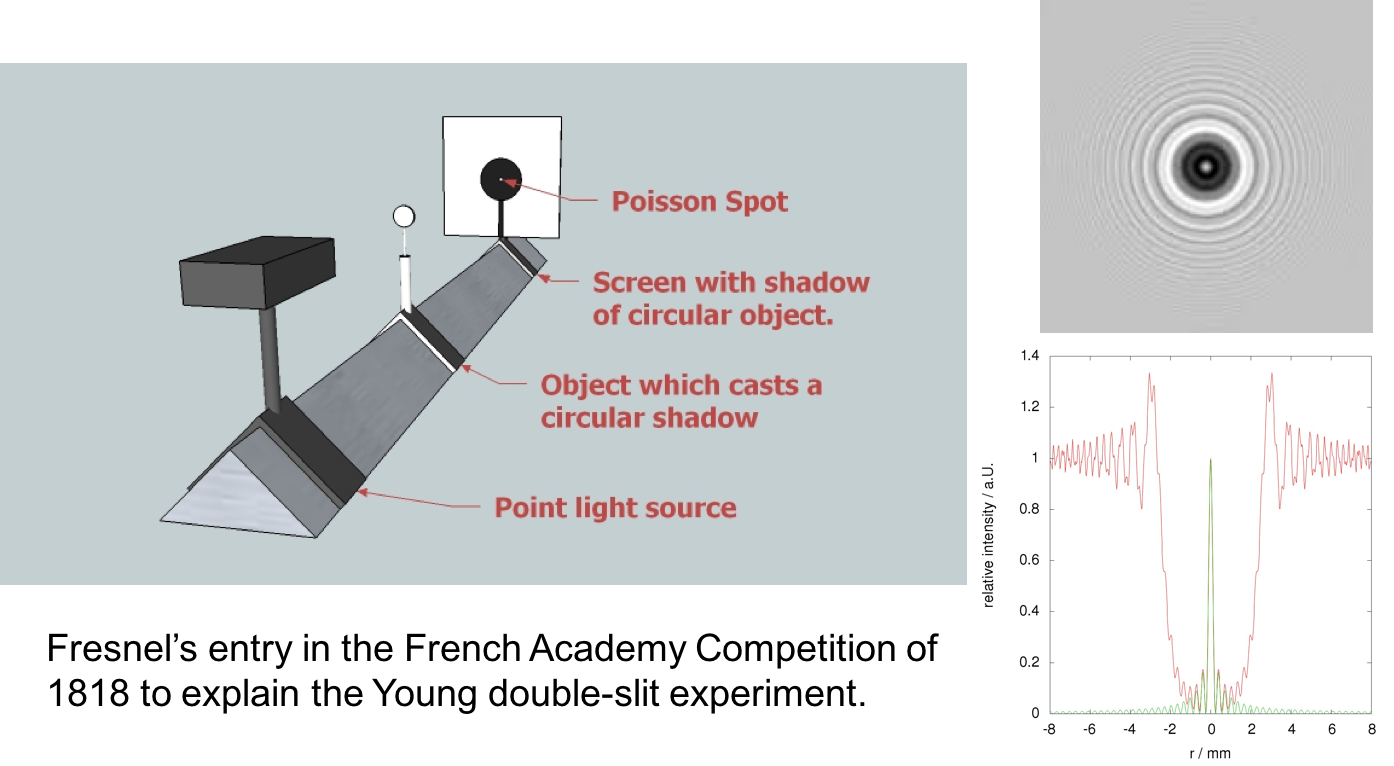 Poisson Spot
Screen with shadow
of circular object.
Object which casts a
circular shadow
Point light source
Fresnel’s entry in the French Academy Competition of
1818 to explain the Young double-slit experiment.
relative intensity / a.U.
1.4
1.2
1
0.8
0.6
0.4
0.2
0
-8 -6 -4 -2 0 2 4 6 8
r / mm